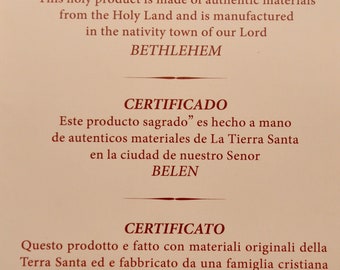 This holy product is made of authentic materials
from the Holy Land and is manufactured
in the nativity town of our Lord
BETHLEHEM
CERTIFICADO
Este producto sagrado” es hecho a mano
de autenticos materiales de La Tierra Santa
en la ciudad de nuestro Senor
BELEN
CERTIFICATO
Questo prodotto e fatto con materiali originali della
Terra Santa ed e fabbricato da una famiglia cristiana